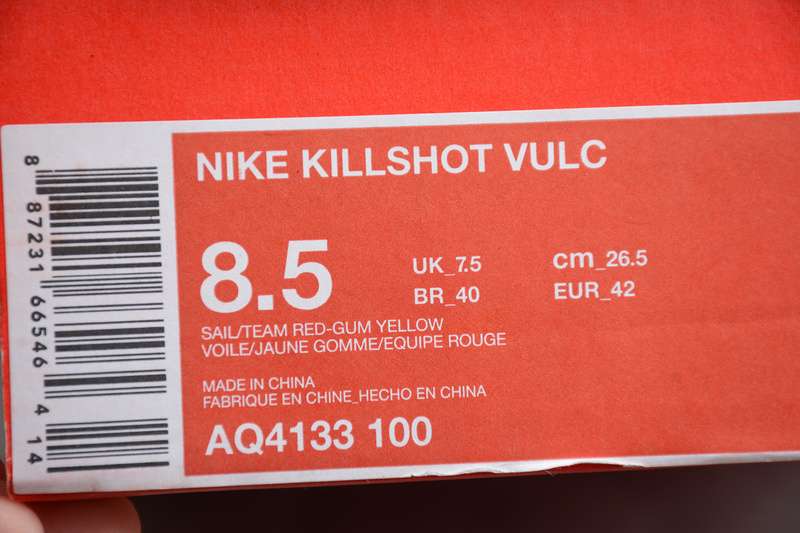 NIKE KILLSHOT VULC
8.5
UK_7.5
cm_26.5
BR_40
EUR_42
SAIL/TEAM RED-GUM YELLOW
VOILE/JAUNE GOMME/EQUIPE ROUGE
MADE IN CHINA
FABRIQUE EN CHINE_HECHO EN CHINA
AQ4133 100
8 87231 66546 4 14